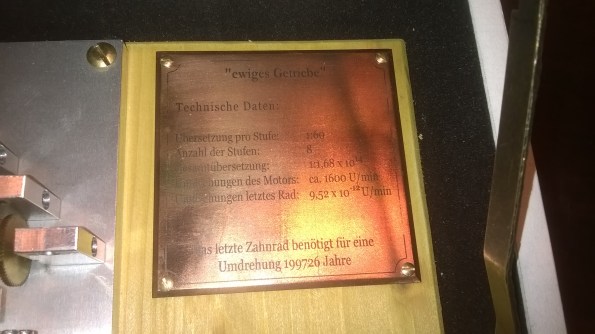 "ewiges Getriebe"
Technische Daten:
Übersetzung pro Stufe: 1:60
Anzahl der Stufen: 8
Gesamtübersetzung: 1:1,68 x 10¹⁴
Umdrehungen des Motors: ca. 1600 U/min
Umdrehungen letztes Rad: 9,52 x 10⁻¹² U/min
Das letzte Zahnrad benötigt für eine
Umdrehung 199726 Jahre